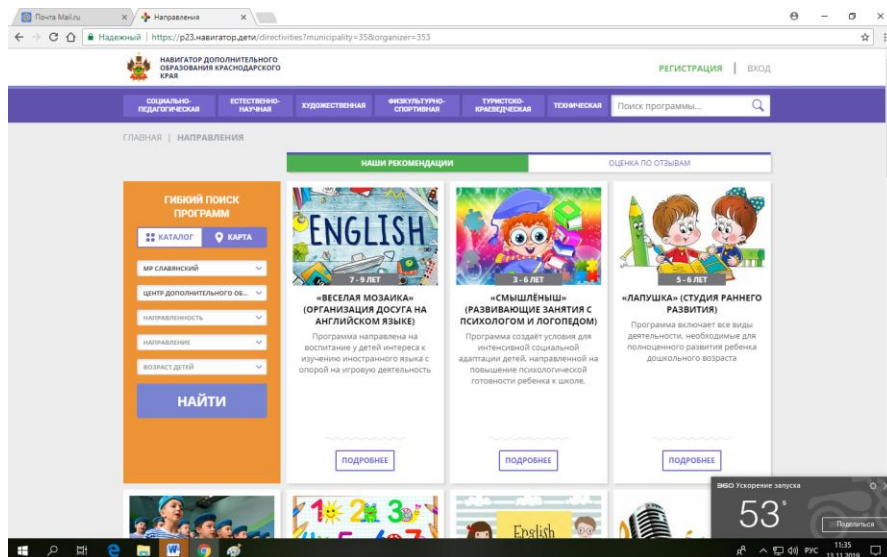 Почта Mail.ru
Направления
Надежный | https://p23.навигатор.дети/directivities?municipality=35&organizer=353
НАВИГАТОР ДОПОЛНИТЕЛЬНОГО
ОБРАЗОВАНИЯ КРАСНОДАРСКОГО
КРАЯ
РЕГИСТРАЦИЯ | ВХОД
СОЦИАЛЬНО-
ПЕДАГОГИЧЕСКАЯ
ЕСТЕСТВЕННО-
НАУЧНАЯ
ХУДОЖЕСТВЕННАЯ
ФИЗКУЛЬТУРНО-
СПОРТИВНАЯ
ТУРИСТСКО-
КРАЕВЕДЧЕСКАЯ
ТЕХНИЧЕСКАЯ
Поиск программы...
ГЛАВНАЯ | НАПРАВЛЕНИЯ
НАШИ РЕКОМЕНДАЦИИ
ОЦЕНКА ПО ОТЗЫВАМ
ГИБКИЙ ПОИСК
ПРОГРАММ
КАТАЛОГ
КАРТА
МР СЛАВЯНСКИЙ
ЦЕНТР ДОПОЛНИТЕЛЬНОГО ОБ...
НАПРАВЛЕННОСТЬ
НАПРАВЛЕНИЕ
ВОЗРАСТ ДЕТЕЙ
НАЙТИ
ENGLISH
7 - 9 ЛЕТ
«ВЕСЕЛАЯ МОЗАИКА»
(ОРГАНИЗАЦИЯ
ДОСУГА НА
АНГЛИЙСКОМ ЯЗЫКЕ)
Программа направлена на
воспитание у детей интереса к
изучению иностранного языка с
опорой на игровую деятельность
ПОДРОБНЕЕ
3 - 6 ЛЕТ
«СМЫШЛЁНЫШ»
(РАЗВИВАЮЩИЕ
ЗАНЯТИЯ С
ПСИХОЛОГОМ И ЛОГОПЕДОМ)
Программа создаёт условия для
интенсивной социальной
адаптации детей, направленной на
повышение психологической
готовности ребенка к школе.
ПОДРОБНЕЕ
5 - 6 ЛЕТ
«ЛАПУШКА» (СТУДИЯ РАННЕГО
РАЗВИТИЯ)
Программа включает все виды
деятельности, необходимые для
полноценного развития ребенка
дошкольного возраста
ПОДРОБНЕЕ
English
360 Ускорение запуска
53°
Поделиться
РУС
11:35
13.11.2019